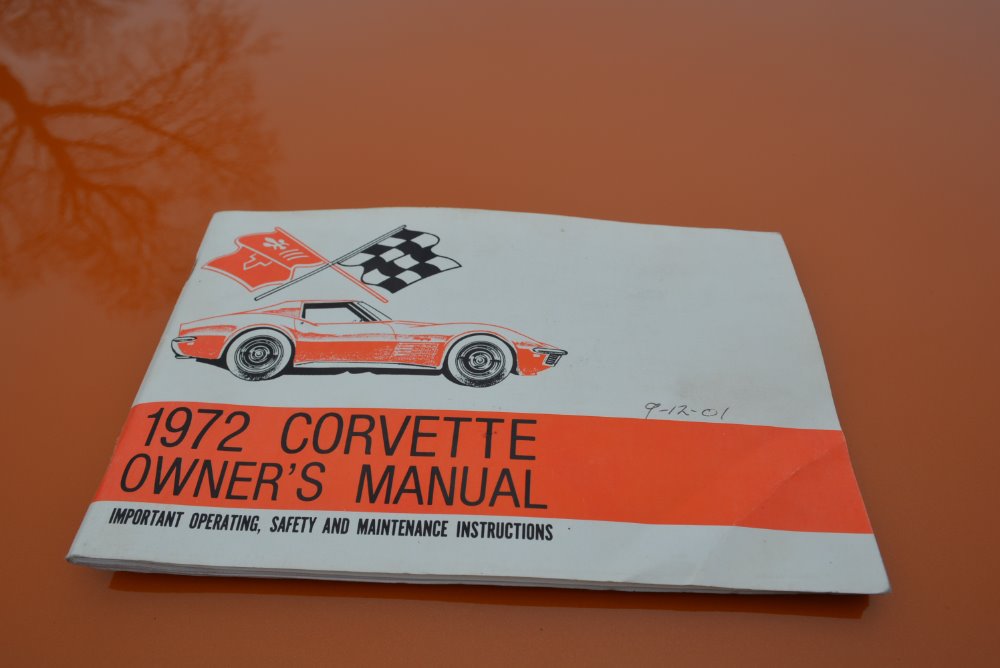 9-12-01
1972 CORVETTE
OWNER'S MANUAL
IMPORTANT OPERATING, SAFETY AND MAINTENANCE INSTRUCTIONS